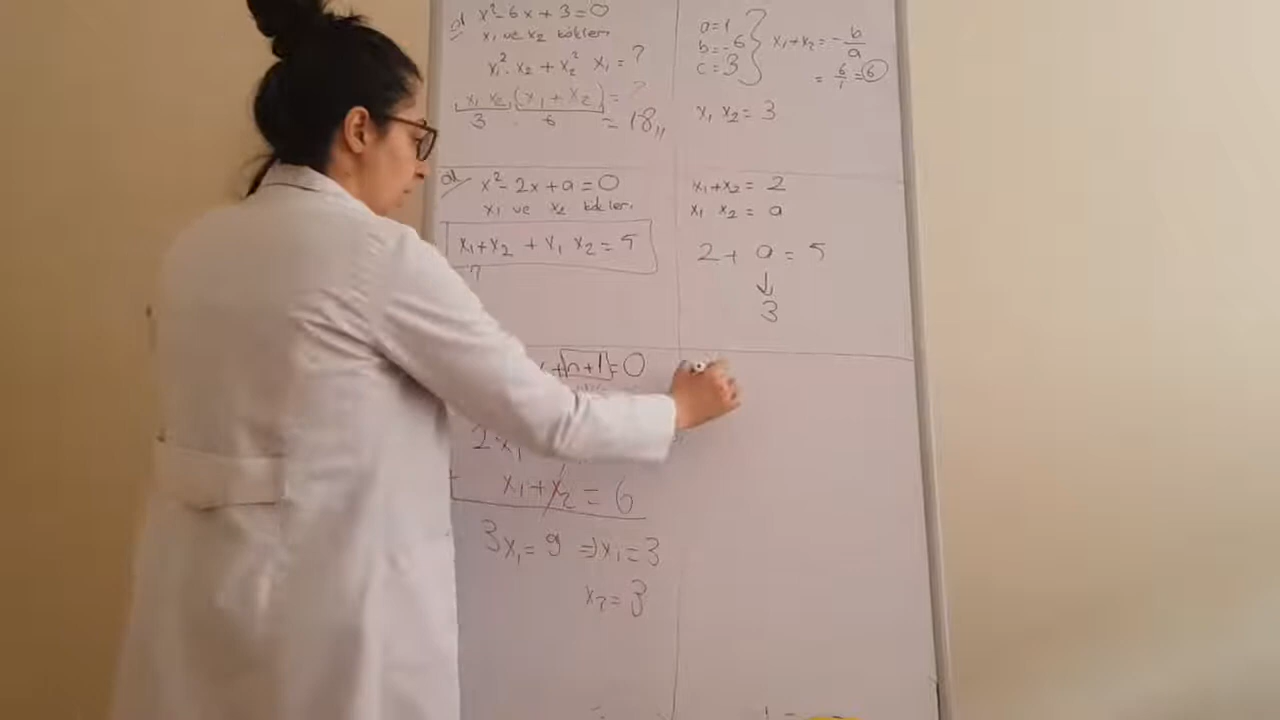 x²-6x+3=0
x₁ ve x₂ kökleri
x₁².x₂ + x₂² x₁ = ?
x₁ x₂ (x₁ + x₂) = ?
3 . 6 = 18,,
a=1
b=-6
c=3
x₁+x₂ = -b/a
= 6/1 = 6
x₁ x₂ = 3
x²-2x+a=0
x₁ ve x₂ kökleri
x₁+x₂ + x₁ x₂ = 5
x₁+x₂ = 2
x₁ x₂ = a
2 + a = 5
↓
3
+n+1=0
2.x₁
+ x₁+x₂ = 6
3x₁ = 9 ⇒ x₁=3
x₂ = 3